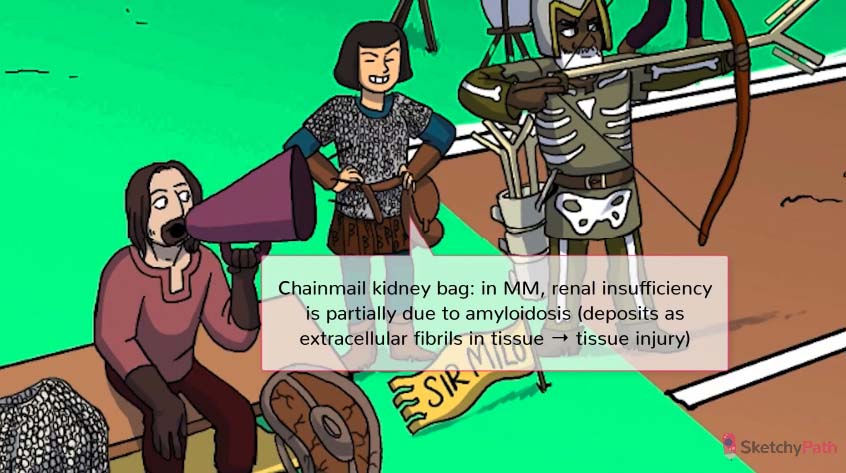 Chainmail kidney bag: in MM, renal insufficiency
is partially due to amyloidosis (deposits as
extracellular fibrils in tissue → tissue injury)
SIR MILO
SketchyPath